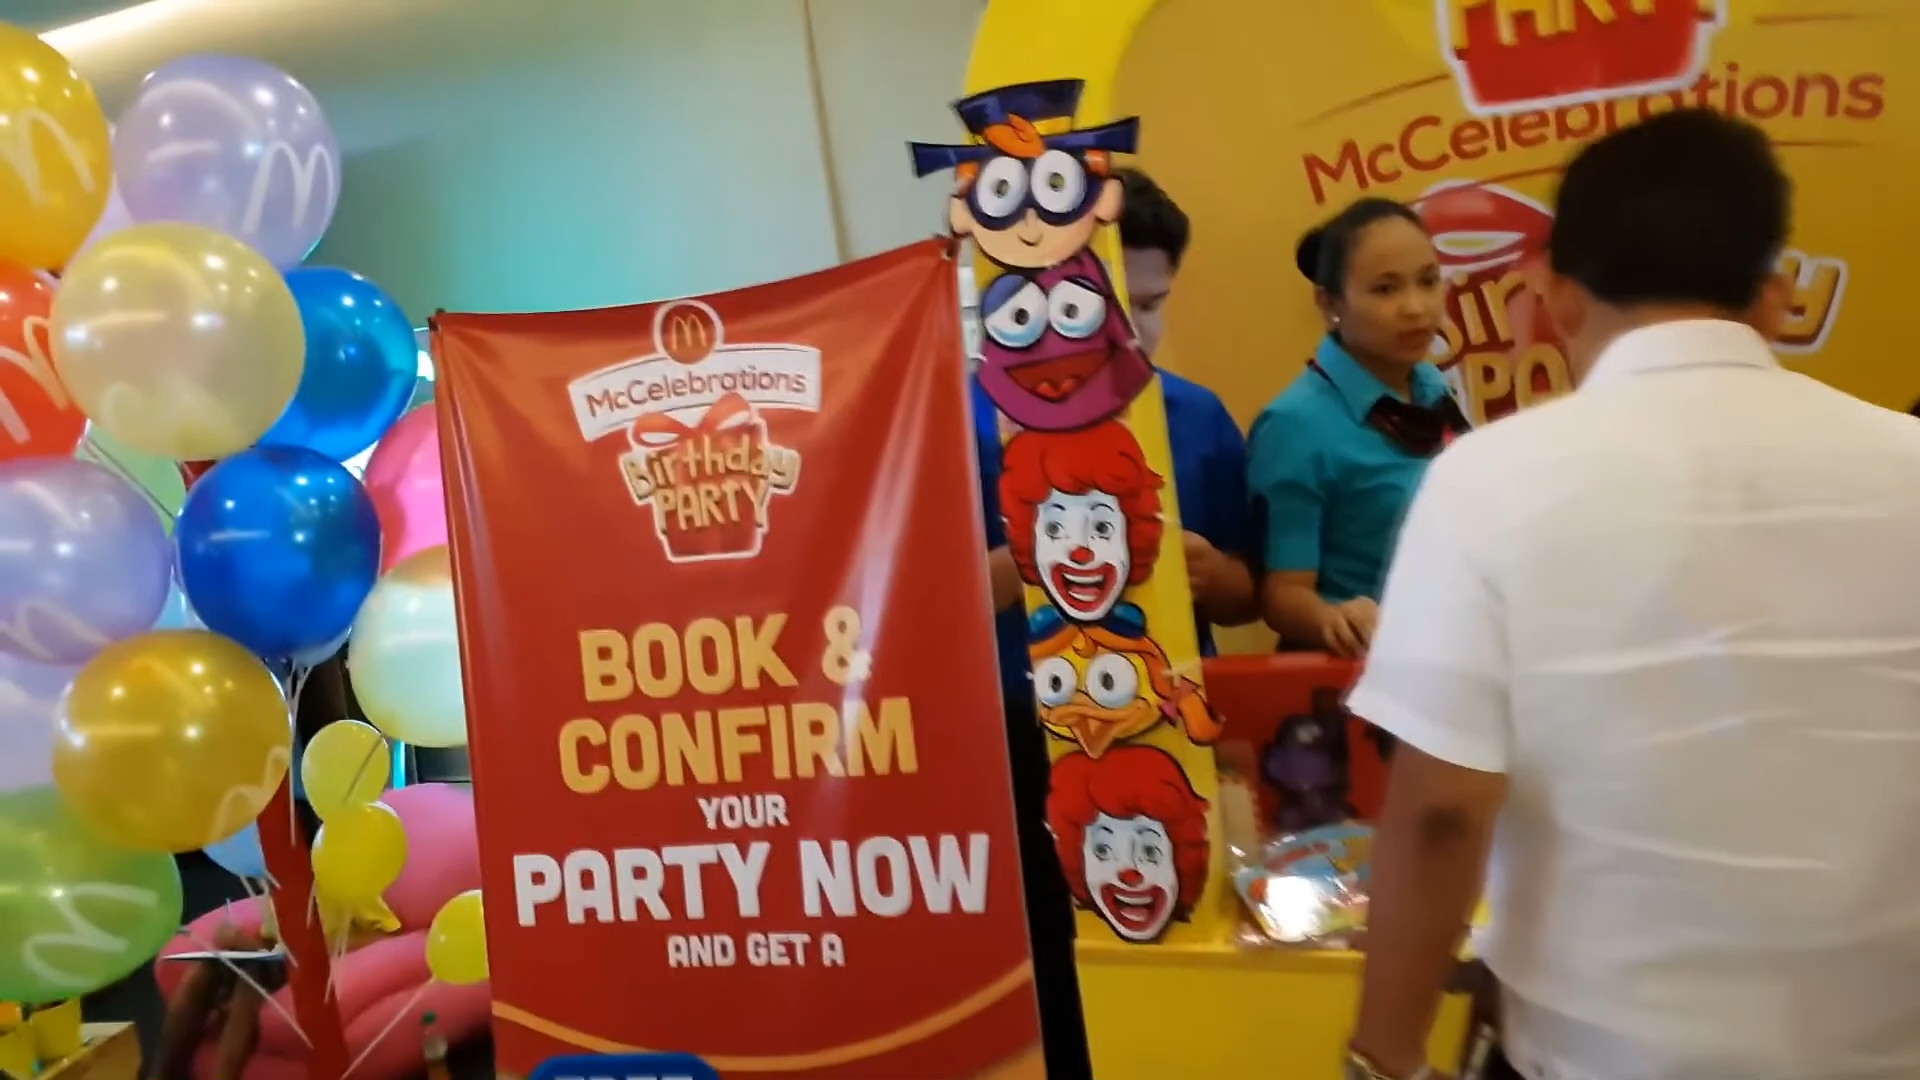 McCelebrations
Birthday
PARTY
BOOK &
CONFIRM
YOUR
PARTY NOW
AND GET A
PARTY
McCelebrations